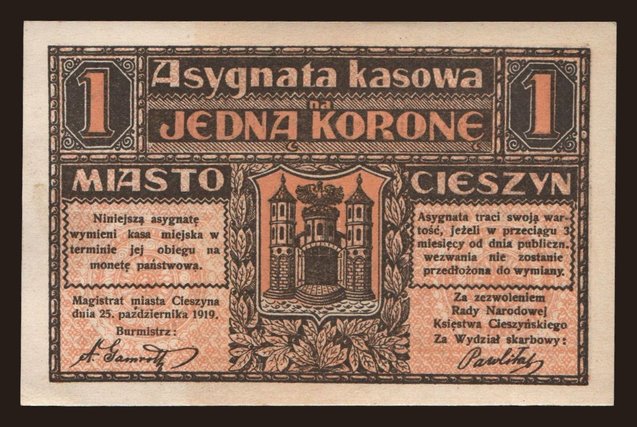 1
Asygnata kasowa
na
JEDNĄ KORONĘ
1
MIASTO
CIESZYN
Niniejszą asygnatę
wymieni kasa miejska w
terminie jej obiegu na
monetę państwową.
Magistrat miasta Cieszyna
dnia 25. października 1919.
Burmistrz:
Asygnata traci swoją war-
tość, jeżeli w przeciągu 3
miesięcy od dnia publiczn.
wezwania nie zostanie
przedłożona do wymiany.
Za zezwoleniem
Rady Narodowej
Księstwa Cieszyńskiego
Za Wydział skarbowy: